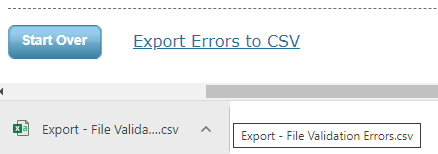 Start Over
Export Errors to CSV
Export - File Valida....csv
Export - File Validation Errors.csv